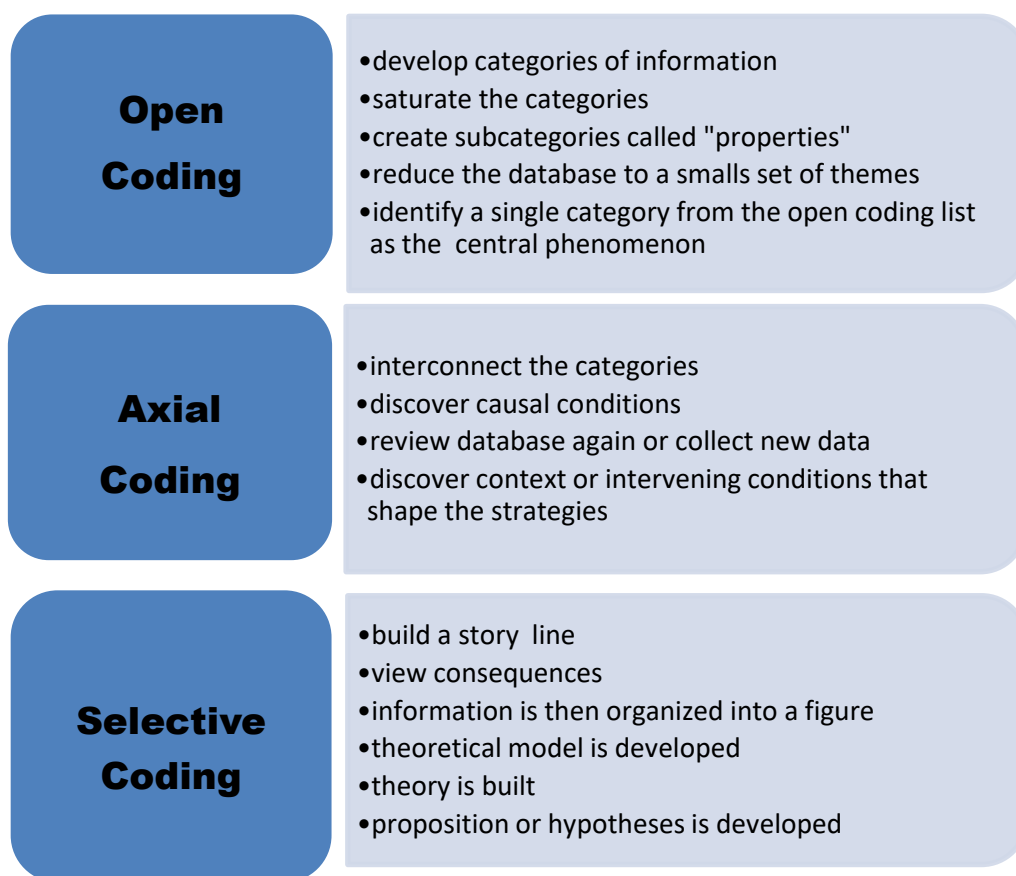 Open
Coding
•develop categories of information
•saturate the categories
•create subcategories called "properties"
•reduce the database to a smalls set of themes
•identify a single category from the open coding list
as the  central phenomenon
Axial
Coding
•interconnect the categories
•discover causal conditions
•review database again or collect new data
•discover context or intervening conditions that
shape the strategies
Selective
Coding
•build a story  line
•view consequences
•information is then organized into a figure
•theoretical model is developed
•theory is built
•proposition or hypotheses is developed